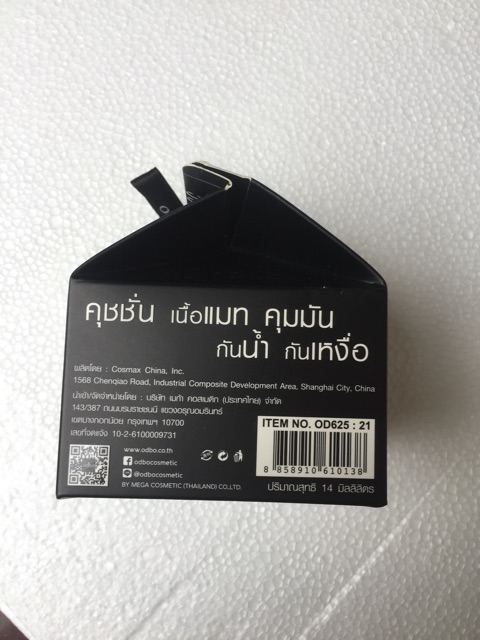 คุชชั่น เนื้อแมท คุมมัน
กันน้ำ กันเหงื่อ
ผลิตโดย : Cosmax China, Inc.
1568 Chenqiao Road, Industrial Composite Development Area, Shanghai City, China
นำเข้า/จัดจำหน่ายโดย : บริษัท เมก้า คอสเมติก (ประเทศไทย) จำกัด
143/387 ถนนบรมราชชนนี แขวงอรุณอมรินทร์
เขตบางกอกน้อย กรุงเทพฯ 10700
เลขที่จดแจ้ง 10-2-6100009731
ITEM NO. OD625 : 21
8 858910 610138
ปริมาณสุทธิ 14 มิลลิลิตร
www.odbo.co.th
odbocosmetic
@odbocosmetic
BY MEGA COSMETIC (THAILAND) CO.,LTD.